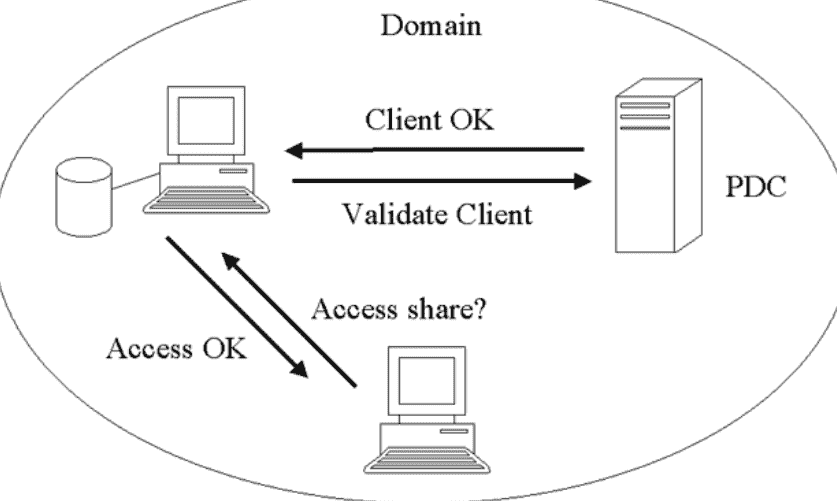 Domain
Client OK
PDC
Validate Client
Access share?
Access OK